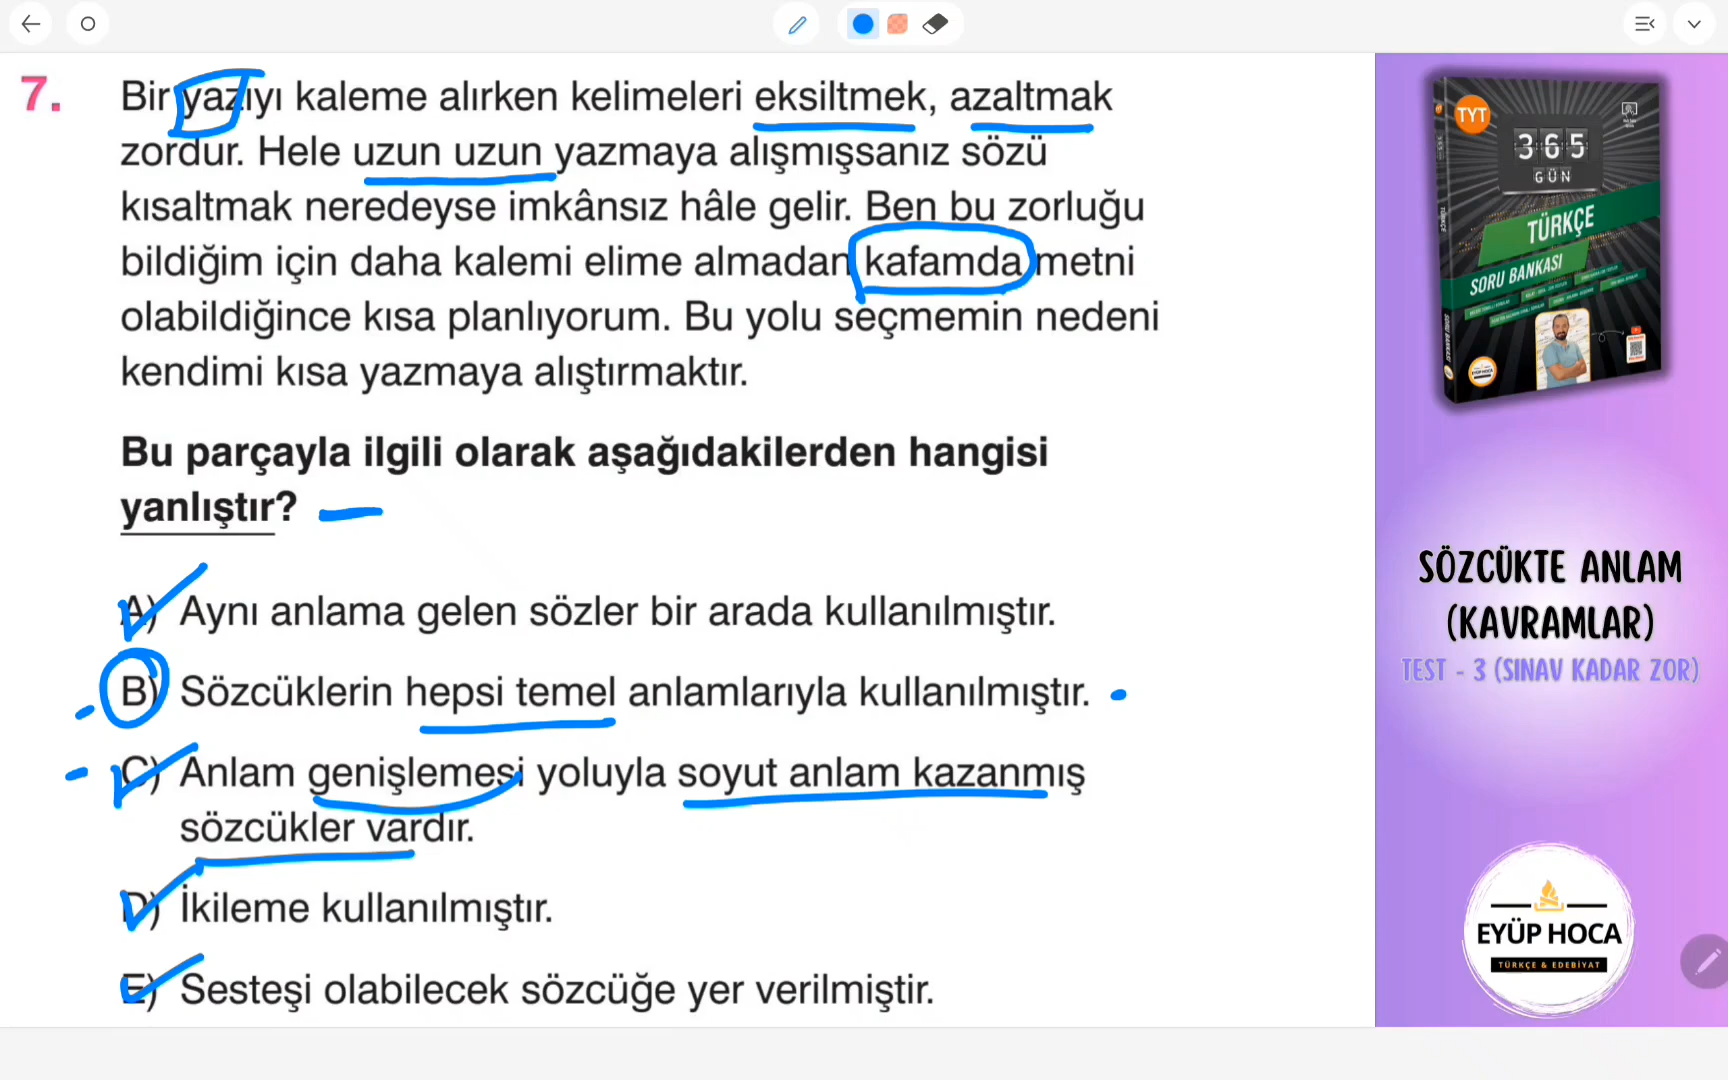 7. Bir yazıyı kaleme alırken kelimeleri eksiltmek, azaltmak
zordur. Hele uzun uzun yazmaya alışmışsanız sözü
kısaltmak neredeyse imkânsız hâle gelir. Ben bu zorluğu
bildiğim için daha kalemi elime almadan kafamda metni
olabildiğince kısa planlıyorum. Bu yolu seçmemin nedeni
kendimi kısa yazmaya alıştırmaktır.
Bu parçayla ilgili olarak aşağıdakilerden hangisi
yanlıştır?
A) Aynı anlama gelen sözler bir arada kullanılmıştır.
B) Sözcüklerin hepsi temel anlamlarıyla kullanılmıştır.
C) Anlam genişlemesi yoluyla soyut anlam kazanmış
sözcükler vardır.
D) İkileme kullanılmıştır.
E) Sesteşi olabilecek sözcüğe yer verilmiştir.
TYT
365
GÜN
TÜRKÇE
SORU BANKASI
SÖZCÜKTE ANLAM
(KAVRAMLAR)
TEST - 3 (SINAV KADAR ZOR)
EYÜP HOCA
TÜRKÇE & EDEBİYAT